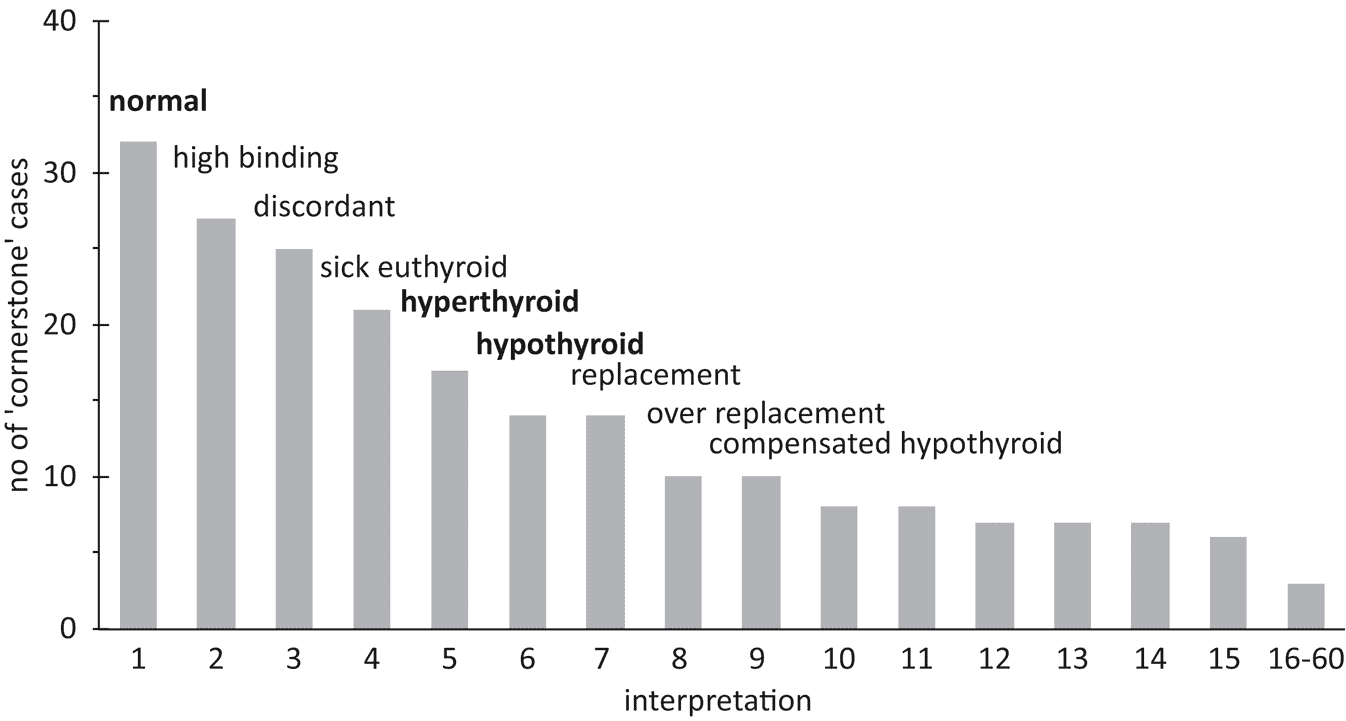 40
normal
high binding
30
discordant
sick euthyroid
hyperthyroid
20
hypothyroid
replacement
over replacement
compensated hypothyroid
10
0
no of 'cornerstone' cases
1 2 3 4 5 6 7 8 9 10 11 12 13 14 15 16-60
interpretation